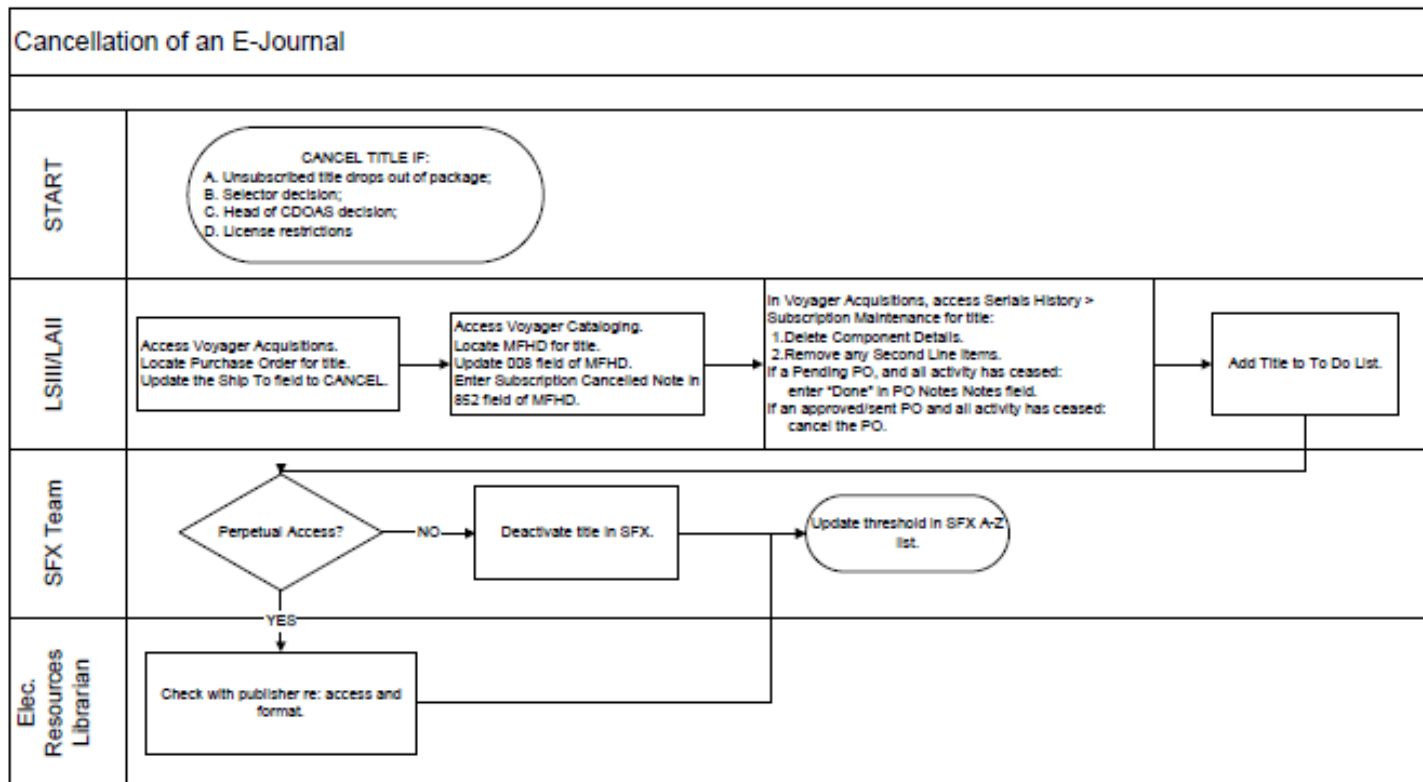 Cancellation of an E-Journal
START
CANCEL TITLE IF:
A. Unsubscribed title drops out of package;
B. Selector decision;
C. Head of CDOAS decision;
D. License restrictions
LSIII/LAII
Access Voyager Acquisitions.
Locate Purchase Order for title.
Update the Ship To field to CANCEL.
Access Voyager Cataloging.
Locate MFHD for title.
Update 008 field of MFHD.
Enter Subscription Cancelled Note in
852 field of MFHD.
In Voyager Acquisitions, access Serials History >
Subscription Maintenance for title:
1.Delete Component Details.
2.Remove any Second Line Items.
If a Pending PO, and all activity has ceased:
enter "Done" in PO Notes Notes field.
If an approved/sent PO and all activity has ceased:
cancel the PO.
Add Title to To Do List.
SFX Team
Perpetual Access?
NO
Deactivate title in SFX.
Update threshold in SFX A-Z
list.
YES
Elec.
Resources
Librarian
Check with publisher re: access and
format.